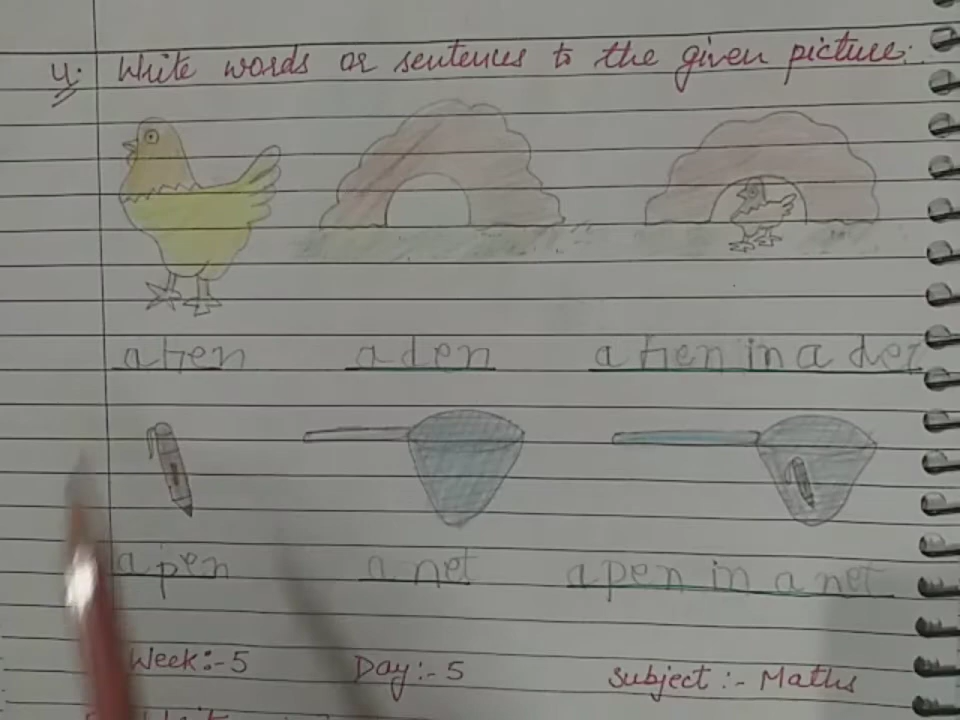 4. Write words or sentences to the given picture:
a hen a den a hen in a den
a pen a net a pen in a net
Week:-5 Day:-5 Subject:- Maths